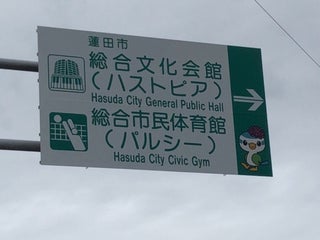 蓮田市
総合文化会館
（ハストピア）
Hasuda City General Public Hall
総合市民体育館
（パルシー）
Hasuda City Civic Gym